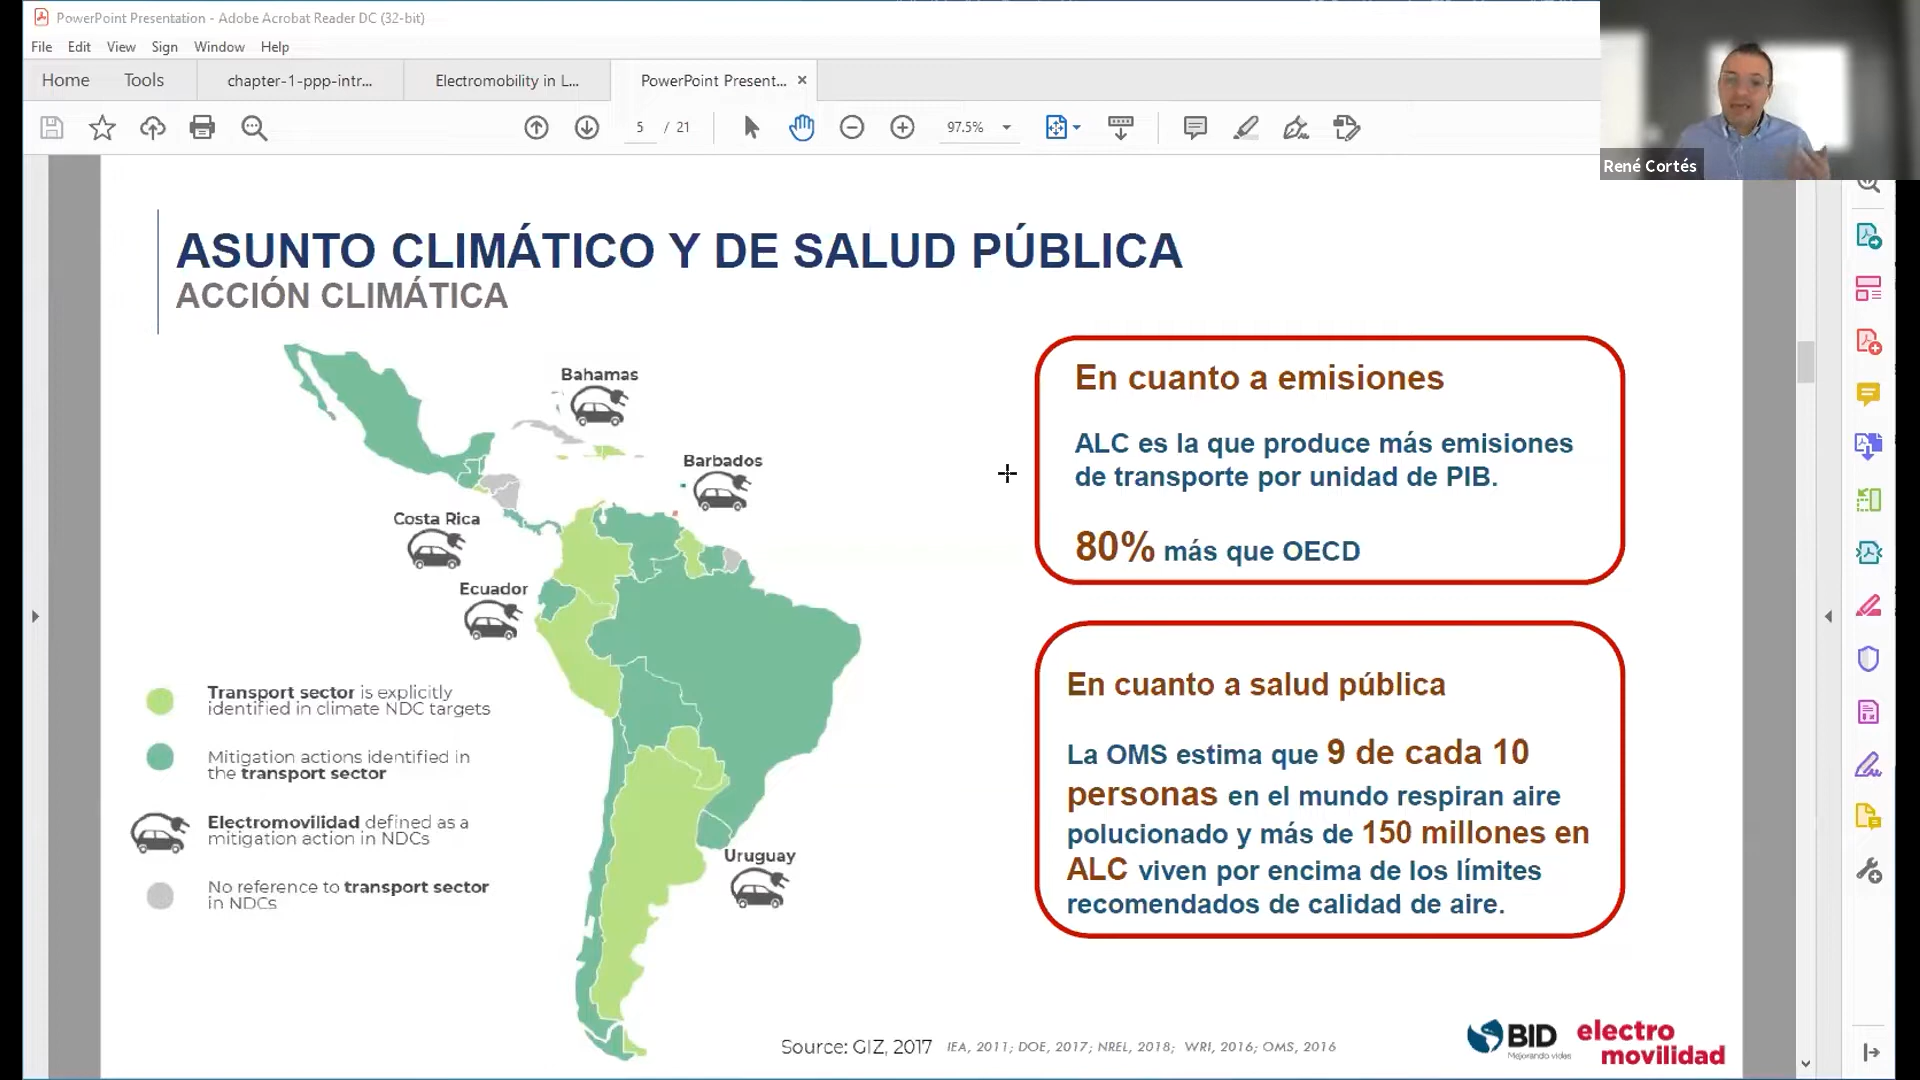 PowerPoint Presentation - Adobe Acrobat Reader DC (32-bit)
File Edit View Sign Window Help
Home Tools chapter-1-ppp-intr... Electromobility in L... PowerPoint Present... ×
5 / 21 97.5%
René Cortés
ASUNTO CLIMÁTICO Y DE SALUD PÚBLICA
ACCIÓN CLIMÁTICA
Bahamas
Barbados
Costa Rica
Ecuador
Uruguay
Transport sector is explicitly
identified in climate NDC targets
Mitigation actions identified in
the transport sector
Electromovilidad defined as a
mitigation action in NDCs
No reference to transport sector
in NDCs
En cuanto a emisiones
ALC es la que produce más emisiones
de transporte por unidad de PIB.
80% más que OECD
En cuanto a salud pública
La OMS estima que 9 de cada 10
personas en el mundo respiran aire
polucionado y más de 150 millones en
ALC viven por encima de los límites
recomendados de calidad de aire.
Source: GIZ, 2017 IEA, 2011; DOE, 2017; NREL, 2018; WRI, 2016; OMS, 2016
BID
Mejorando vidas
electro
movilidad